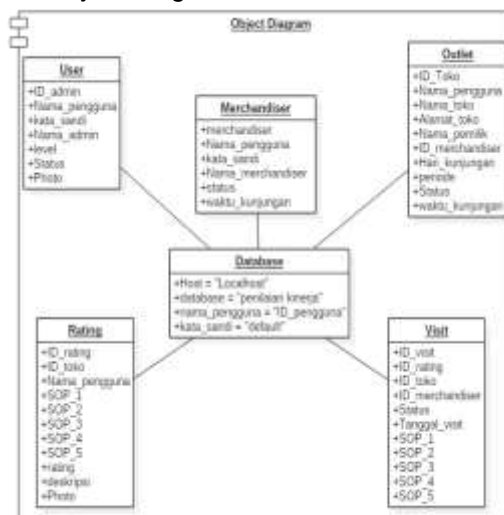 Object Diagram
User
+ID_admin
+Nama_pengguna
+kata_sandi
+Nama_admin
+level
+Status
+Photo
Merchandiser
+merchandiser
+Nama_pengguna
+kata_sandi
+Nama_merchandiser
+status
+waktu_kunjungan
Outlet
+ID_Toko
+Nama_pengguna
+Nama_toko
+Alamat_toko
+Nama_pemilik
+ID_merchandiser
+Hari_kunjungan
+periode
+Status
+waktu_kunjungan
Database
+Host = "Localhost"
+database = "penilaian kinerja"
+nama_pengguna = "ID_pengguna"
+kata_sandi = "default"
Rating
+ID_rating
+ID_toko
+Nama_pengguna
+SOP_1
+SOP_2
+SOP_3
+SOP_4
+SOP_5
+rating
+deskripsi
+Photo
Visit
+ID_visit
+ID_rating
+ID_toko
+ID_merchandiser
+Status
+Tanggal_visit
+SOP_1
+SOP_2
+SOP_3
+SOP_4
+SOP_5